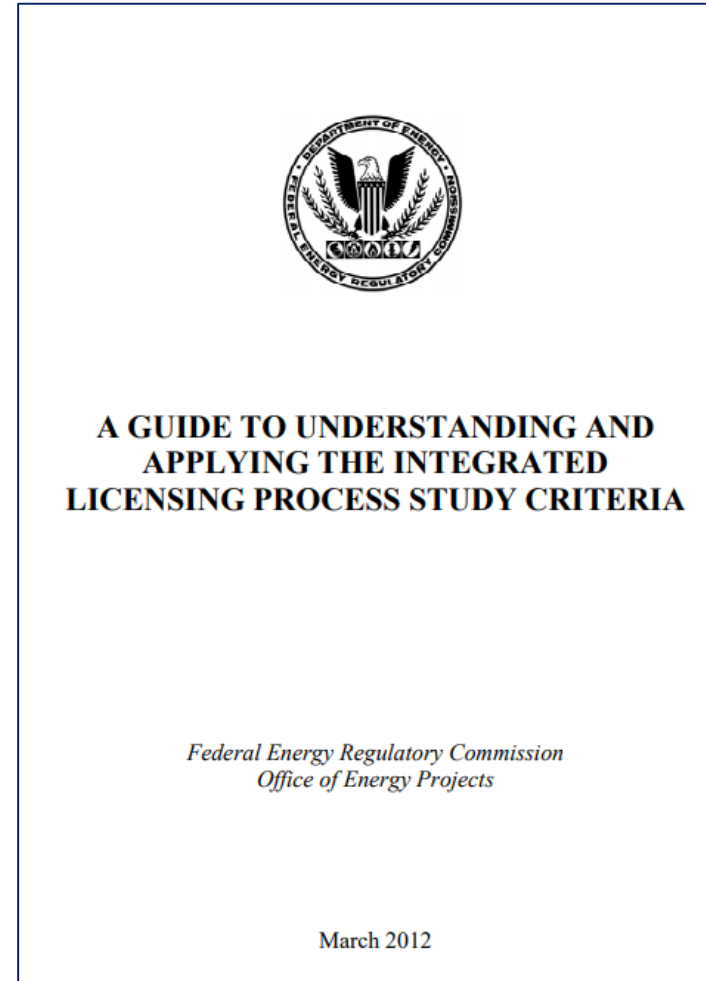 DEPARTMENT OF ENERGY
FEDERAL ENERGY REGULATORY COMMISSION
A GUIDE TO UNDERSTANDING AND
APPLYING THE INTEGRATED
LICENSING PROCESS STUDY CRITERIA
Federal Energy Regulatory Commission
Office of Energy Projects
March 2012